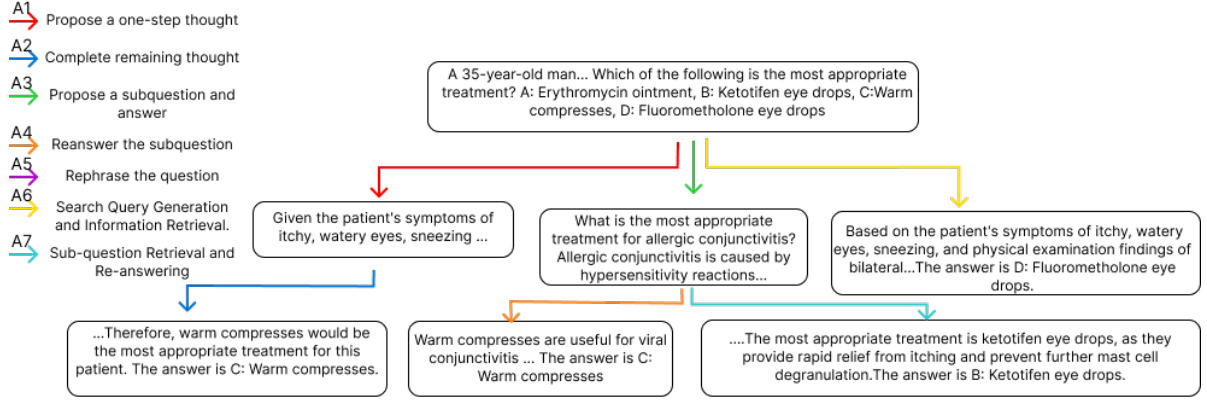 A1
Propose a one-step thought
A2
Complete remaining thought
A3
Propose a subquestion and
answer
A4
Reanswer the subquestion
A5
Rephrase the question
A6
Search Query Generation
and Information Retrieval.
A7
Sub-question Retrieval and
Re-answering
A 35-year-old man... Which of the following is the most appropriate
treatment? A: Erythromycin ointment, B: Ketotifen eye drops, C:Warm
compresses, D: Fluorometholone eye drops
Given the patient's symptoms of
itchy, watery eyes, sneezing ...
What is the most appropriate
treatment for allergic conjunctivitis?
Allergic conjunctivitis is caused by
hypersensitivity reactions...
Based on the patient's symptoms of itchy, watery
eyes, sneezing, and physical examination findings of
bilateral...The answer is D: Fluorometholone eye
drops.
...Therefore, warm compresses would be
the most appropriate treatment for this
patient. The answer is C: Warm compresses.
Warm compresses are useful for viral
conjunctivitis ... The answer is C:
Warm compresses
....The most appropriate treatment is ketotifen eye drops, as they
provide rapid relief from itching and prevent further mast cell
degranulation.The answer is B: Ketotifen eye drops.